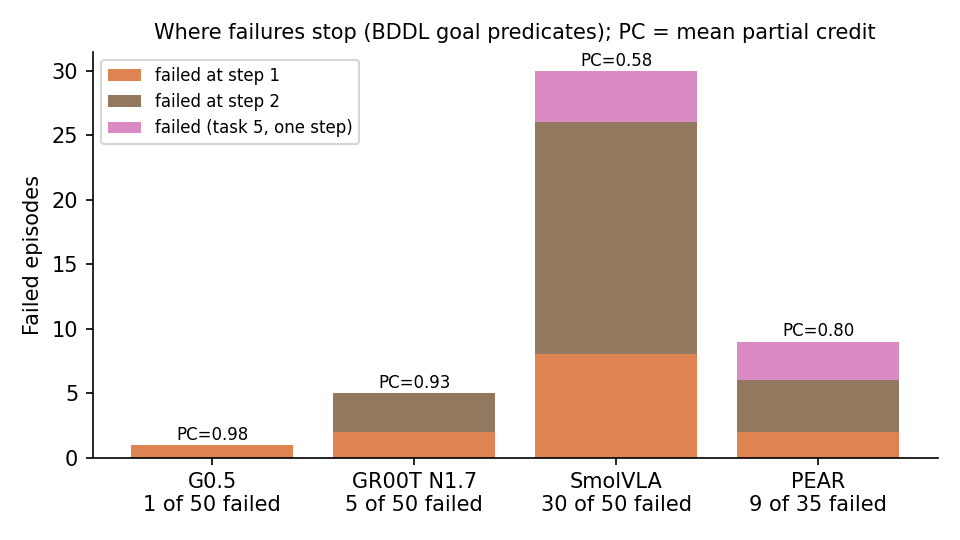 Where failures stop (BDDL goal predicates); PC = mean partial credit
failed at step 1
failed at step 2
failed (task 5, one step)
Failed episodes
30
25
20
15
10
5
0
PC=0.98
PC=0.93
PC=0.58
PC=0.80
G0.5
1 of 50 failed
GR00T N1.7
5 of 50 failed
SmolVLA
30 of 50 failed
PEAR
9 of 35 failed